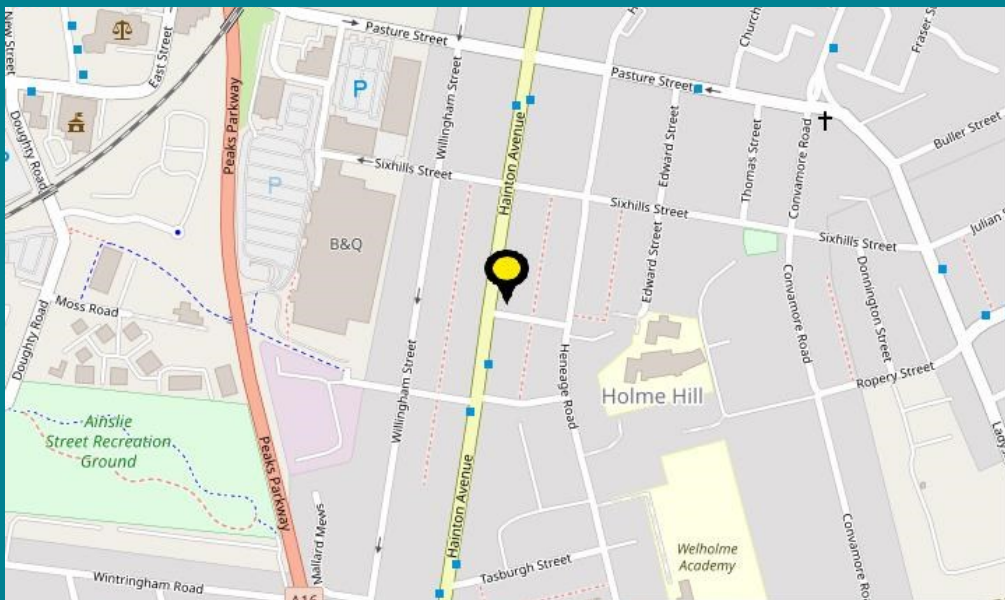 New Street
East Street
Pasture Street
Church
Fraser S
Pasture Street
P
Willingham Street
Edward Street
Thomas Street
Convamore Road
Buller Street
Doughty Road
Peaks Parkway
Hainton Avenue
Sixhills Street
P
Sixhills Street
Sixhills Street
Julian
B&Q
Edward Street
Donnington Street
Convamore Road
Moss Road
Doughty Road
Willingham Street
Heneage Road
Ropery Street
Holme Hill
Ainslie
Street Recreation
Ground
Peaks Parkway
Hainton Avenue
Lady
Mallard Mews
Convamore Ro
Welholme
Academy
Tasburgh Street
Wintringham Road
A16